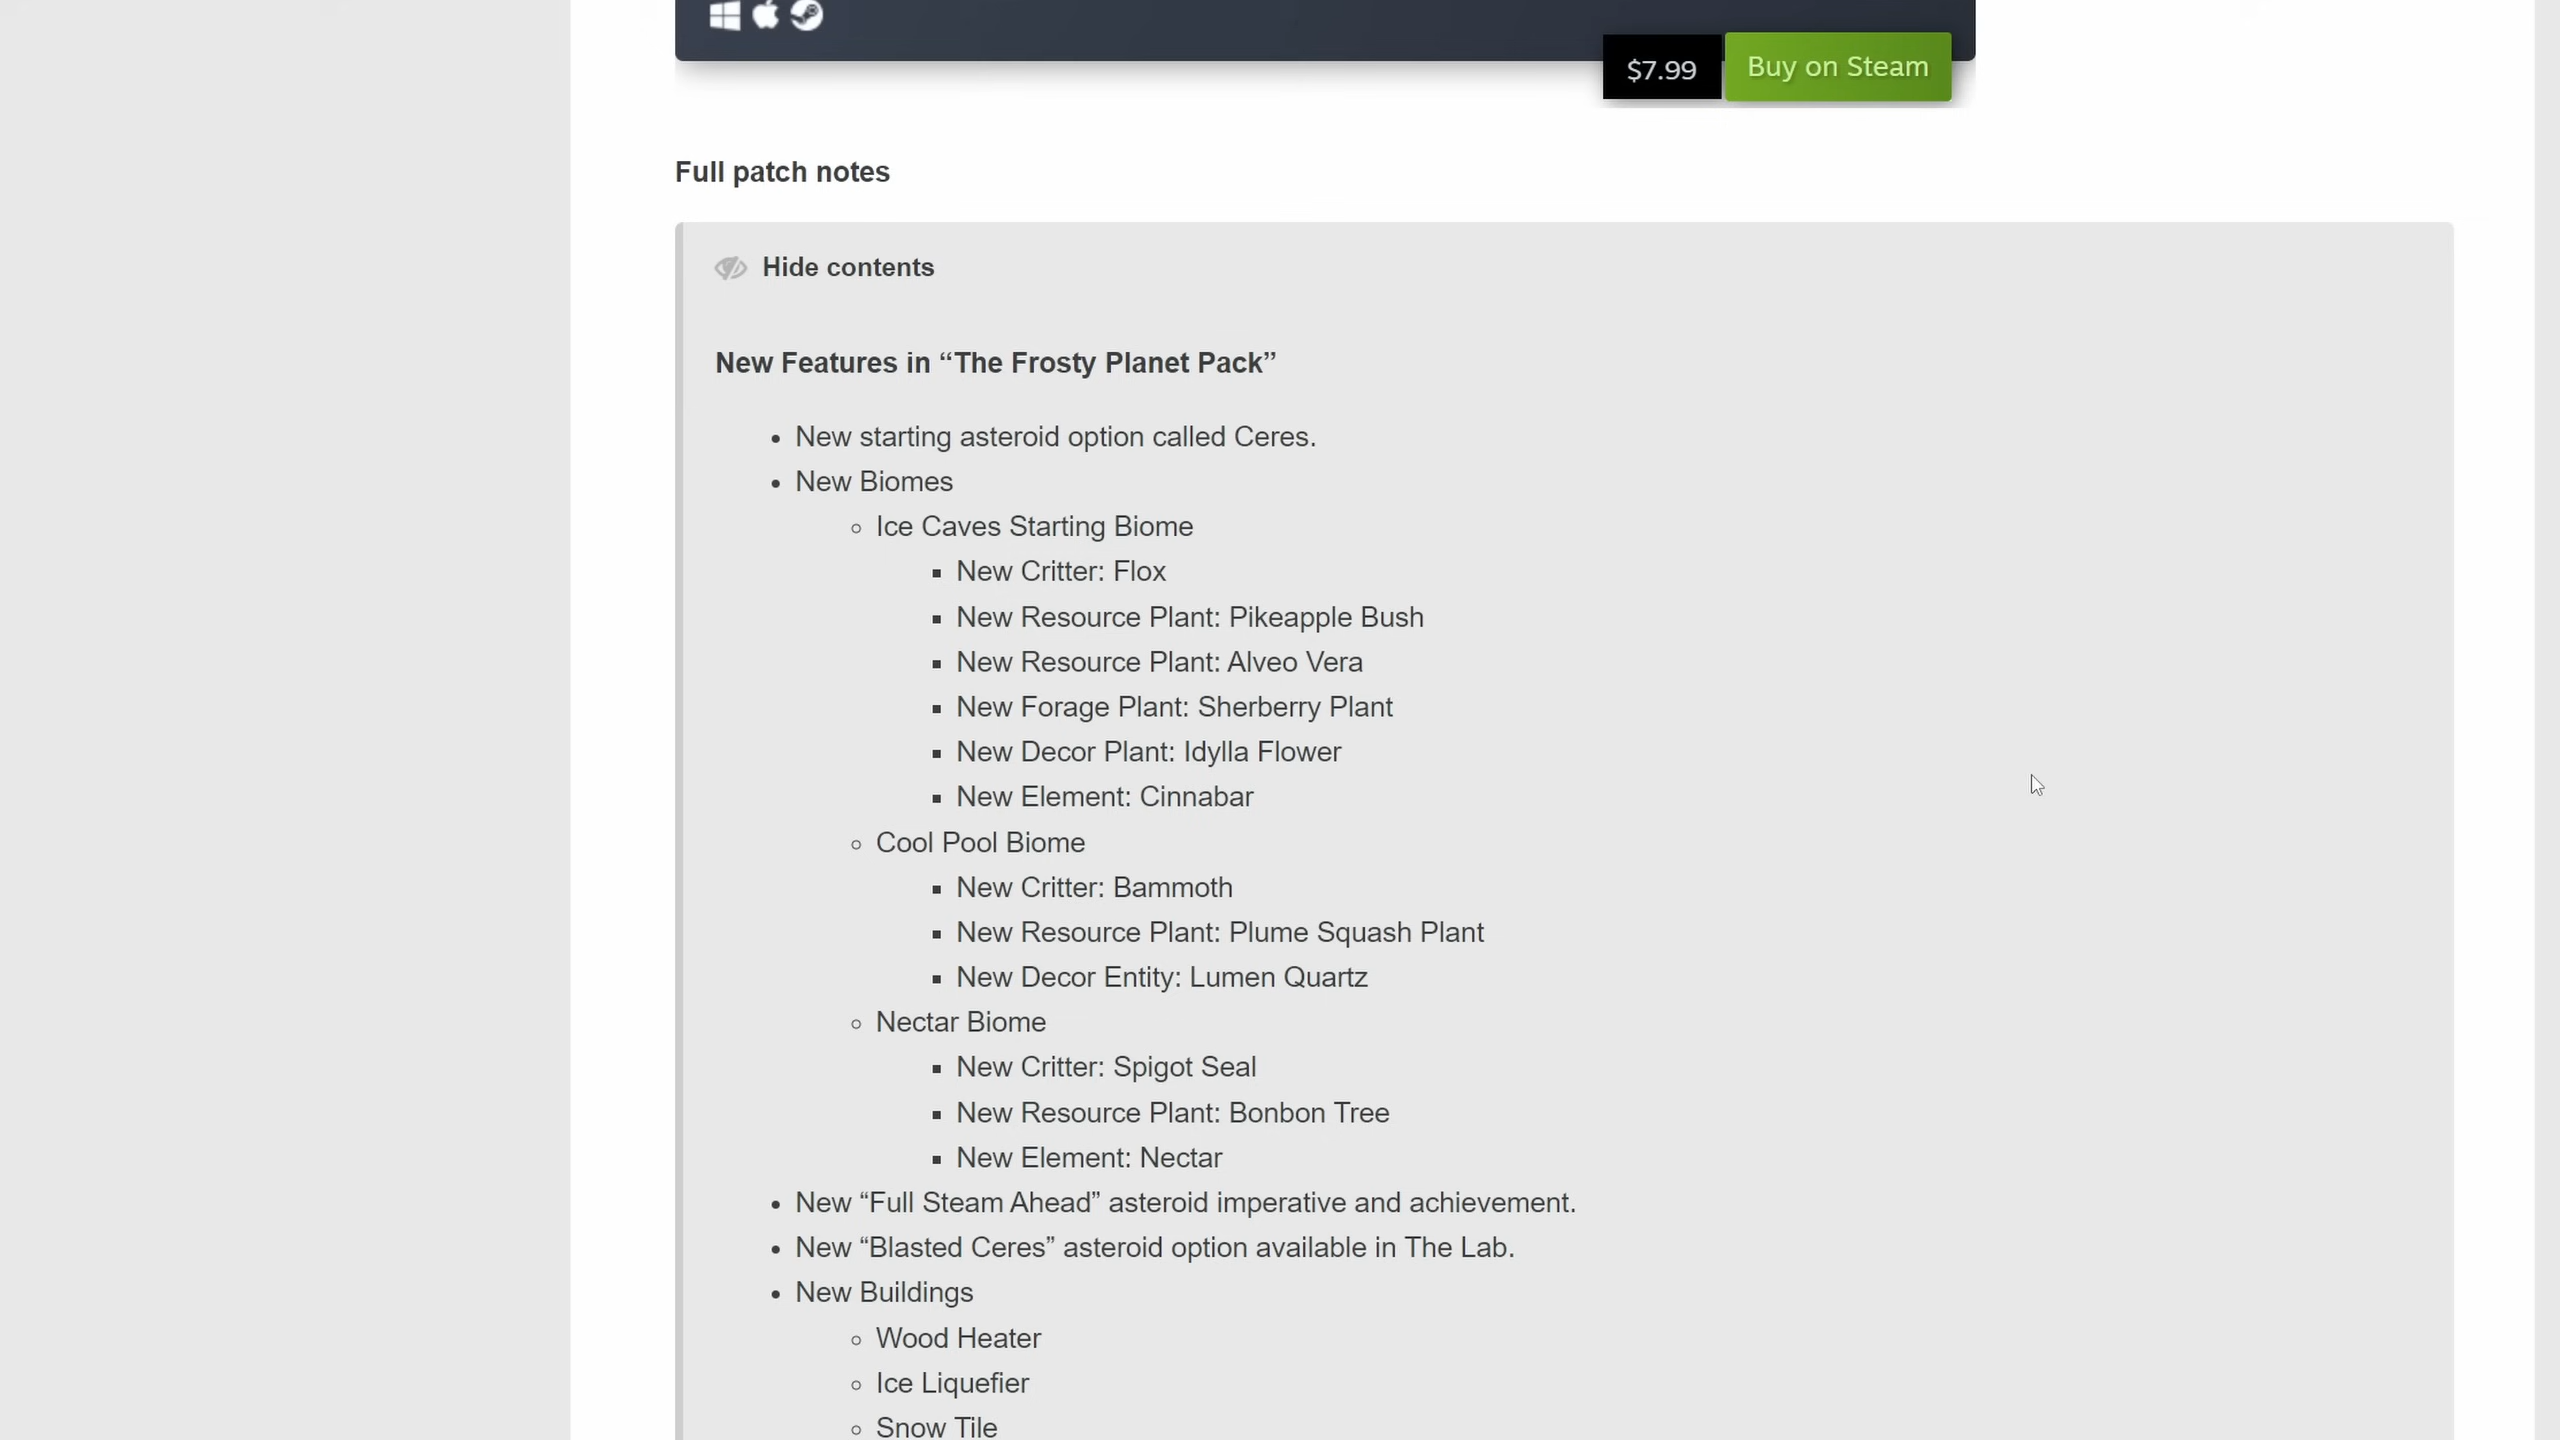 $7.99
Buy on Steam
Full patch notes
Hide contents
New Features in “The Frosty Planet Pack”
New starting asteroid option called Ceres.
New Biomes
Ice Caves Starting Biome
New Critter: Flox
New Resource Plant: Pikeapple Bush
New Resource Plant: Alveo Vera
New Forage Plant: Sherberry Plant
New Decor Plant: Idylla Flower
New Element: Cinnabar
Cool Pool Biome
New Critter: Bammoth
New Resource Plant: Plume Squash Plant
New Decor Entity: Lumen Quartz
Nectar Biome
New Critter: Spigot Seal
New Resource Plant: Bonbon Tree
New Element: Nectar
New “Full Steam Ahead” asteroid imperative and achievement.
New “Blasted Ceres” asteroid option available in The Lab.
New Buildings
Wood Heater
Ice Liquefier
Snow Tile